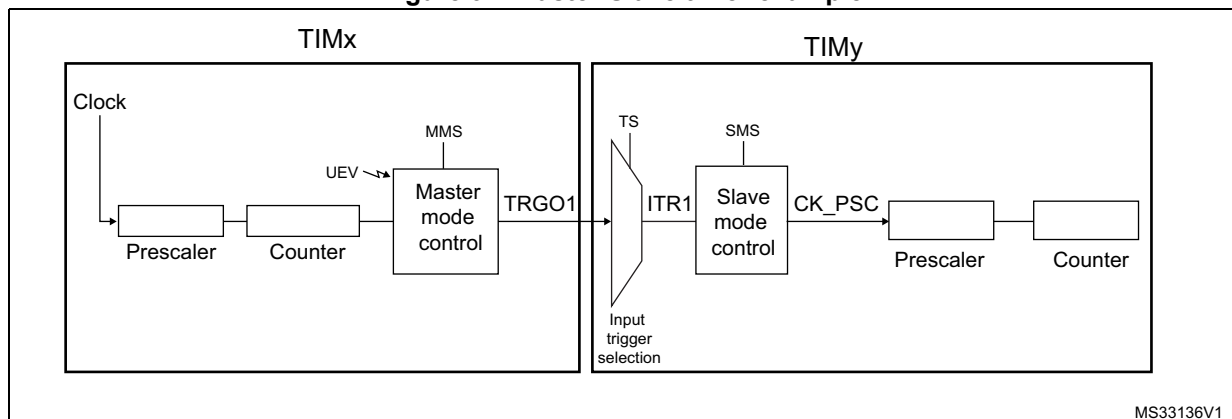 TIMx
TIMy
Clock
MMS
TS
SMS
UEV
Master
mode
control
TRGO1
ITR1
Slave
mode
control
CK_PSC
Prescaler
Counter
Prescaler
Counter
Input
trigger
selection
MS33136V1